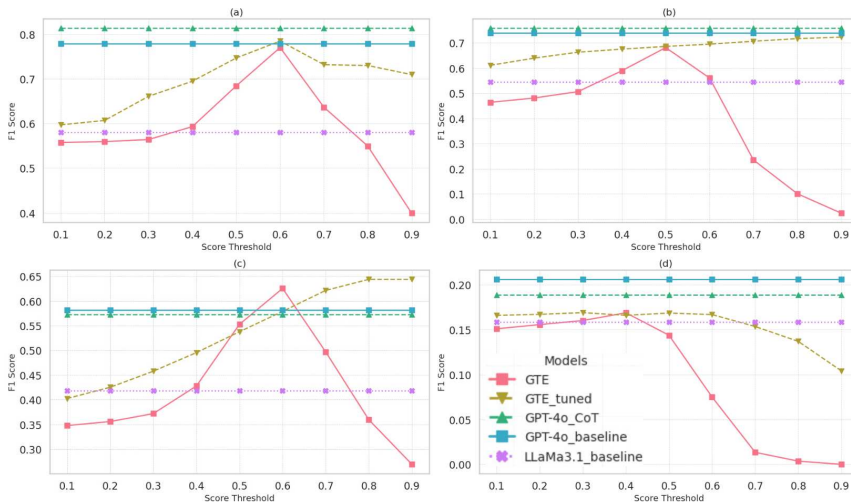 (a)
F1 Score
0.8
0.7
0.6
0.5
0.4
0.1 0.2 0.3 0.4 0.5 0.6 0.7 0.8 0.9
Score Threshold
(b)
F1 Score
0.7
0.6
0.5
0.4
0.3
0.2
0.1
0.0
0.1 0.2 0.3 0.4 0.5 0.6 0.7 0.8 0.9
Score Threshold
(c)
F1 Score
0.65
0.60
0.55
0.50
0.45
0.40
0.35
0.30
0.1 0.2 0.3 0.4 0.5 0.6 0.7 0.8 0.9
Score Threshold
(d)
F1 Score
0.20
0.15
0.10
0.05
0.00
Models
GTE
GTE_tuned
GPT-4o_CoT
GPT-4o_baseline
LLaMa3.1_baseline
0.1 0.2 0.3 0.4 0.5 0.6 0.7 0.8 0.9
Score Threshold